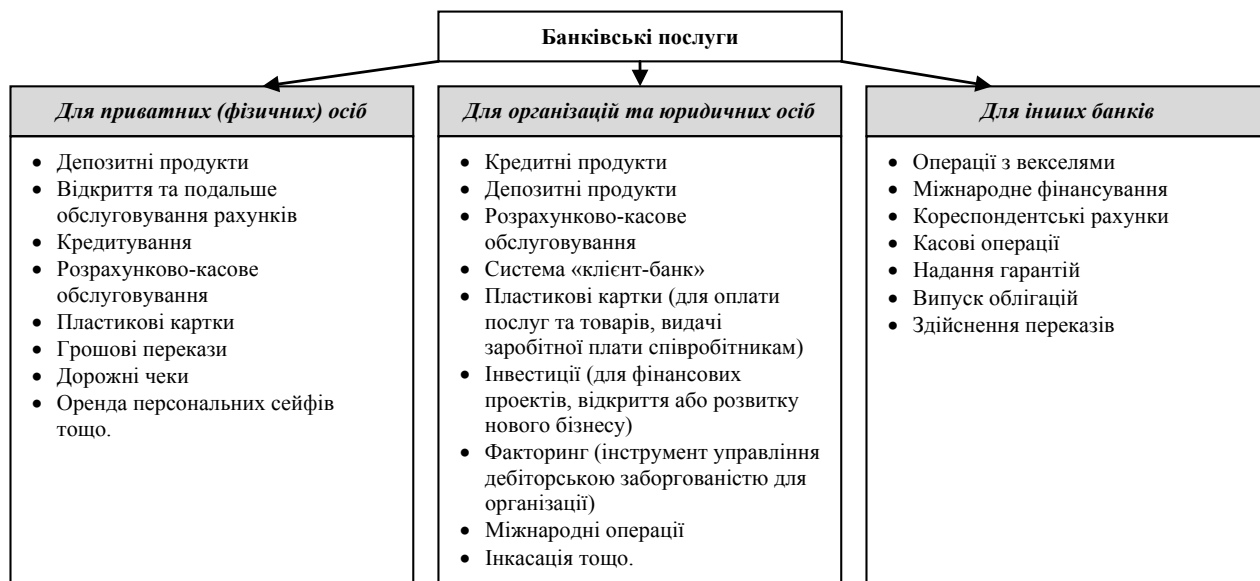 Банківські послуги
Для приватних (фізичних) осіб
• Депозитні продукти
• Відкриття та подальше
обслуговування рахунків
• Кредитування
• Розрахунково-касове
обслуговування
• Пластикові картки
• Грошові перекази
• Дорожні чеки
• Оренда персональних сейфів
тощо.
Для організацій та юридичних осіб
• Кредитні продукти
• Депозитні продукти
• Розрахунково-касове
обслуговування
• Система «клієнт-банк»
• Пластикові картки (для оплати
послуг та товарів, видачі
заробітної плати співробітникам)
• Інвестиції (для фінансових
проектів, відкриття або розвитку
нового бізнесу)
• Факторинг (інструмент управління
дебіторською заборгованістю для
організації)
• Міжнародні операції
• Інкасація тощо.
Для інших банків
• Операції з векселями
• Міжнародне фінансування
• Кореспондентські рахунки
• Касові операції
• Надання гарантій
• Випуск облігацій
• Здійснення переказів